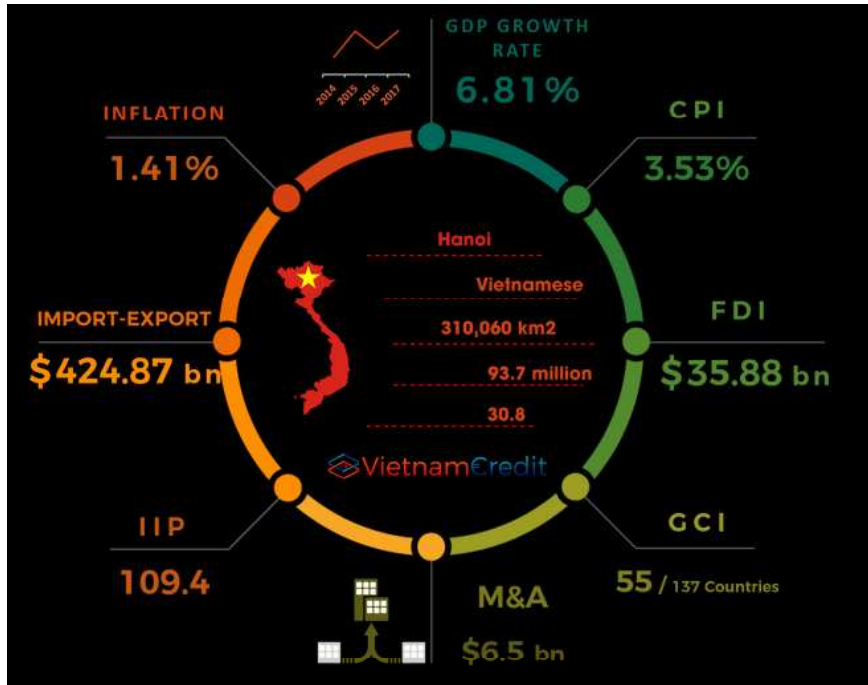 GDP GROWTH
RATE
6.81%
2014 2015 2016 2017
INFLATION
1.41%
CPI
3.53%
Hanoi
Vietnamese
310,060 km2
93.7 million
30.8
IMPORT-EXPORT
$424.87 bn
FDI
$35.88 bn
Vietnam€redit
IIP
109.4
GCI
55 / 137 Countries
M&A
$6.5 bn